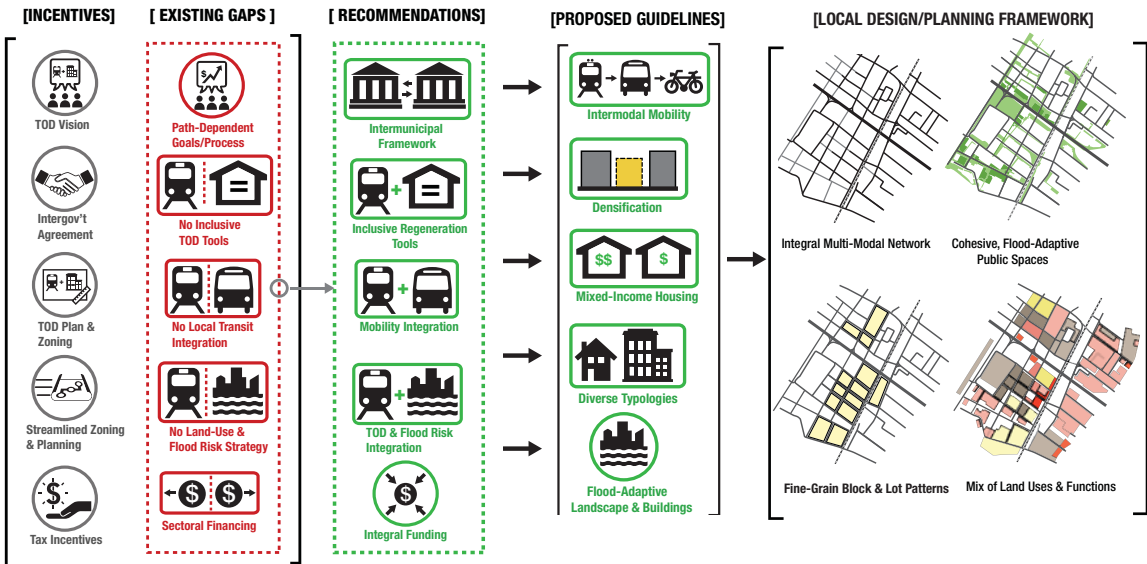 [INCENTIVES]
TOD Vision
Intergov't
Agreement
TOD Plan &
Zoning
Streamlined Zoning
& Planning
$
Tax Incentives
[ EXISTING GAPS ]
$
Path-Dependent
Goals/Process
No Inclusive
TOD Tools
No Local Transit
Integration
No Land-Use &
Flood Risk Strategy
$ $
Sectoral Financing
[ RECOMMENDATIONS]
Intermunicipal
Framework
Inclusive Regeneration
Tools
Mobility Integration
TOD & Flood Risk
Integration
$
Integral Funding
[PROPOSED GUIDELINES]
Intermodal Mobility
Densification
$$ $
Mixed-Income Housing
Diverse Typologies
Flood-Adaptive
Landscape & Buildings
[LOCAL DESIGN/PLANNING FRAMEWORK]
Integral Multi-Modal Network
Cohesive, Flood-Adaptive
Public Spaces
Fine-Grain Block & Lot Patterns
Mix of Land Uses & Functions